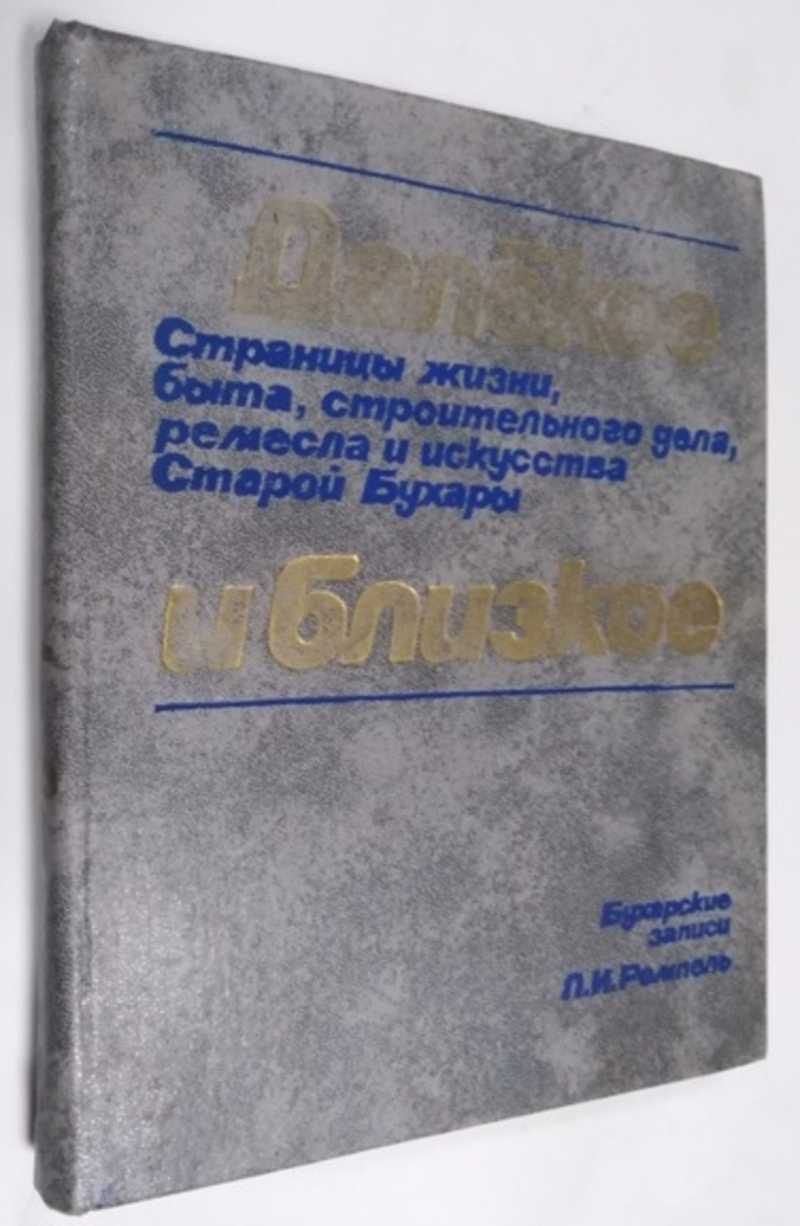 Далёкое
Страницы жизни,
быта, строительного дела,
ремесла и искусства
Старой Бухары
и близкое
Бухарские
записи
Л.И.Ремпель